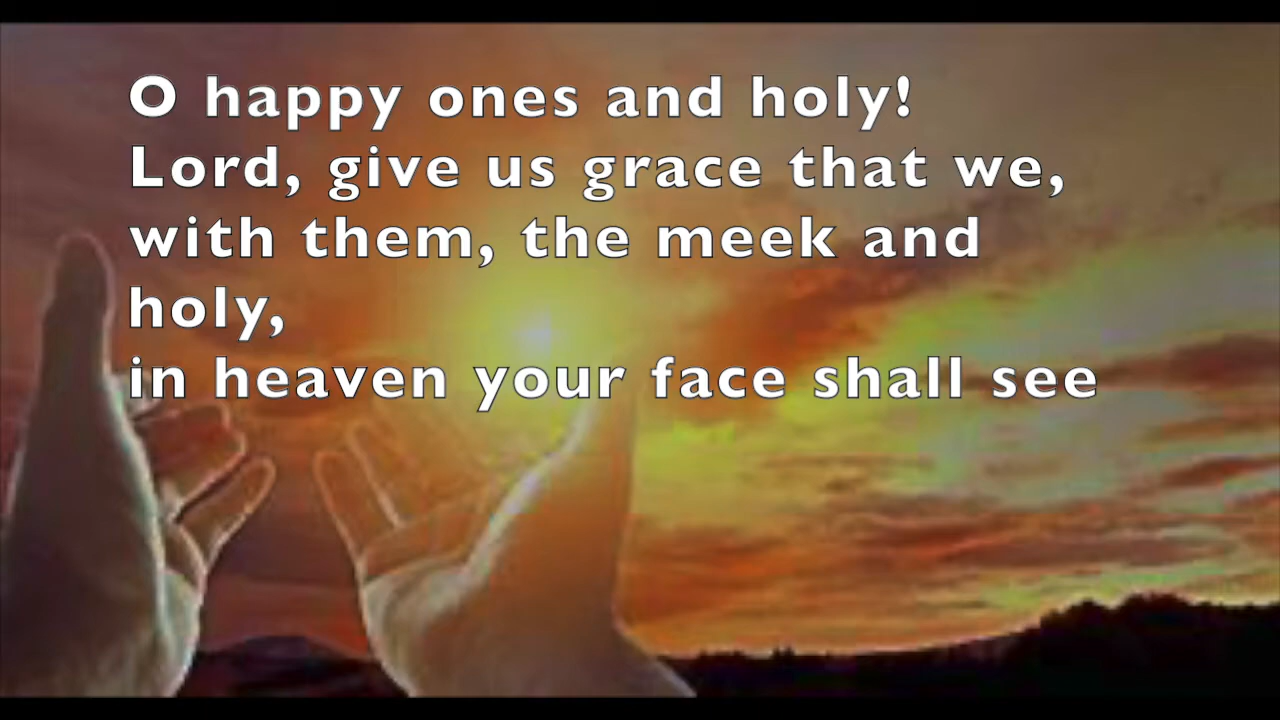 O happy ones and holy!
Lord, give us grace that we,
with them, the meek and
holy,
in heaven your face shall see